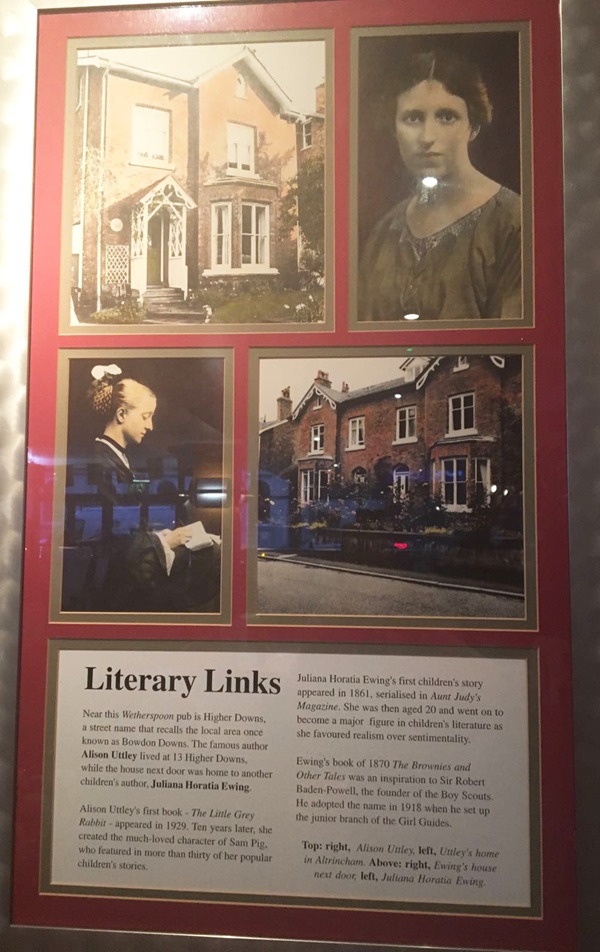 Literary Links
Near this Wetherspoon pub is Higher Downs,
a street name that recalls the local area once
known as Bowdon Downs. The famous author
Alison Uttley lived at 13 Higher Downs,
while the house next door was home to another
children's author, Juliana Horatia Ewing.
Alison Uttley's first book - The Little Grey
Rabbit - appeared in 1929. Ten years later, she
created the much-loved character of Sam Pig,
who featured in more than thirty of her popular
children's stories.
Juliana Horatia Ewing's first children's story
appeared in 1861, serialised in Aunt Judy's
Magazine. She was then aged 20 and went on to
become a major figure in children's literature as
she favoured realism over sentimentality.
Ewing's book of 1870 The Brownies and
Other Tales was an inspiration to Sir Robert
Baden-Powell, the founder of the Boy Scouts.
He adopted the name in 1918 when he set up
the junior branch of the Girl Guides.
Top: right, Alison Uttley, left, Uttley's home
in Altrincham. Above: right, Ewing's house
next door, left, Juliana Horatia Ewing.